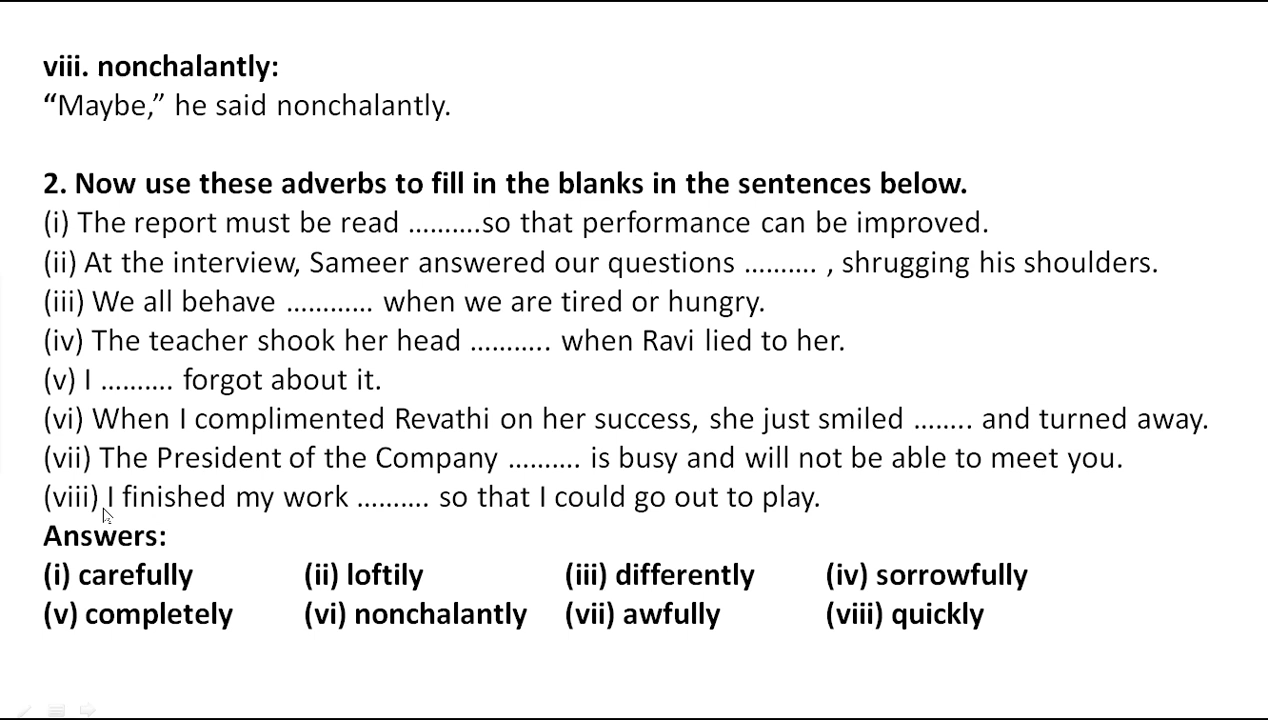 viii. nonchalantly:
“Maybe,” he said nonchalantly.
2. Now use these adverbs to fill in the blanks in the sentences below.
(i) The report must be read ..........so that performance can be improved.
(ii) At the interview, Sameer answered our questions .......... , shrugging his shoulders.
(iii) We all behave ............ when we are tired or hungry.
(iv) The teacher shook her head ........... when Ravi lied to her.
(v) I .......... forgot about it.
(vi) When I complimented Revathi on her success, she just smiled ........ and turned away.
(vii) The President of the Company .......... is busy and will not be able to meet you.
(viii) I finished my work .......... so that I could go out to play.
Answers:
(i) carefully (ii) loftily (iii) differently (iv) sorrowfully
(v) completely (vi) nonchalantly (vii) awfully (viii) quickly